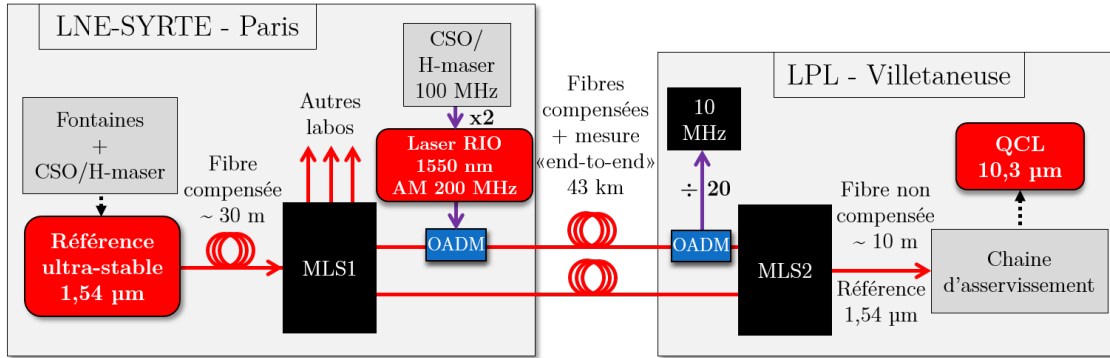 LNE-SYRTE - Paris
Fontaines
+
CSO/H-maser
Référence
ultra-stable
1,54 µm
Fibre
compensée
~ 30 m
Autres
labos
MLS1
CSO/
H-maser
100 MHz
x2
Laser RIO
1550 nm
AM 200 MHz
OADM
Fibres
compensées
+ mesure
«end-to-end»
43 km
LPL - Villetaneuse
10
MHz
÷ 20
OADM
MLS2
Fibre non
compensée
~ 10 m
Référence
1,54 µm
QCL
10,3 µm
Chaine
d'asservissement